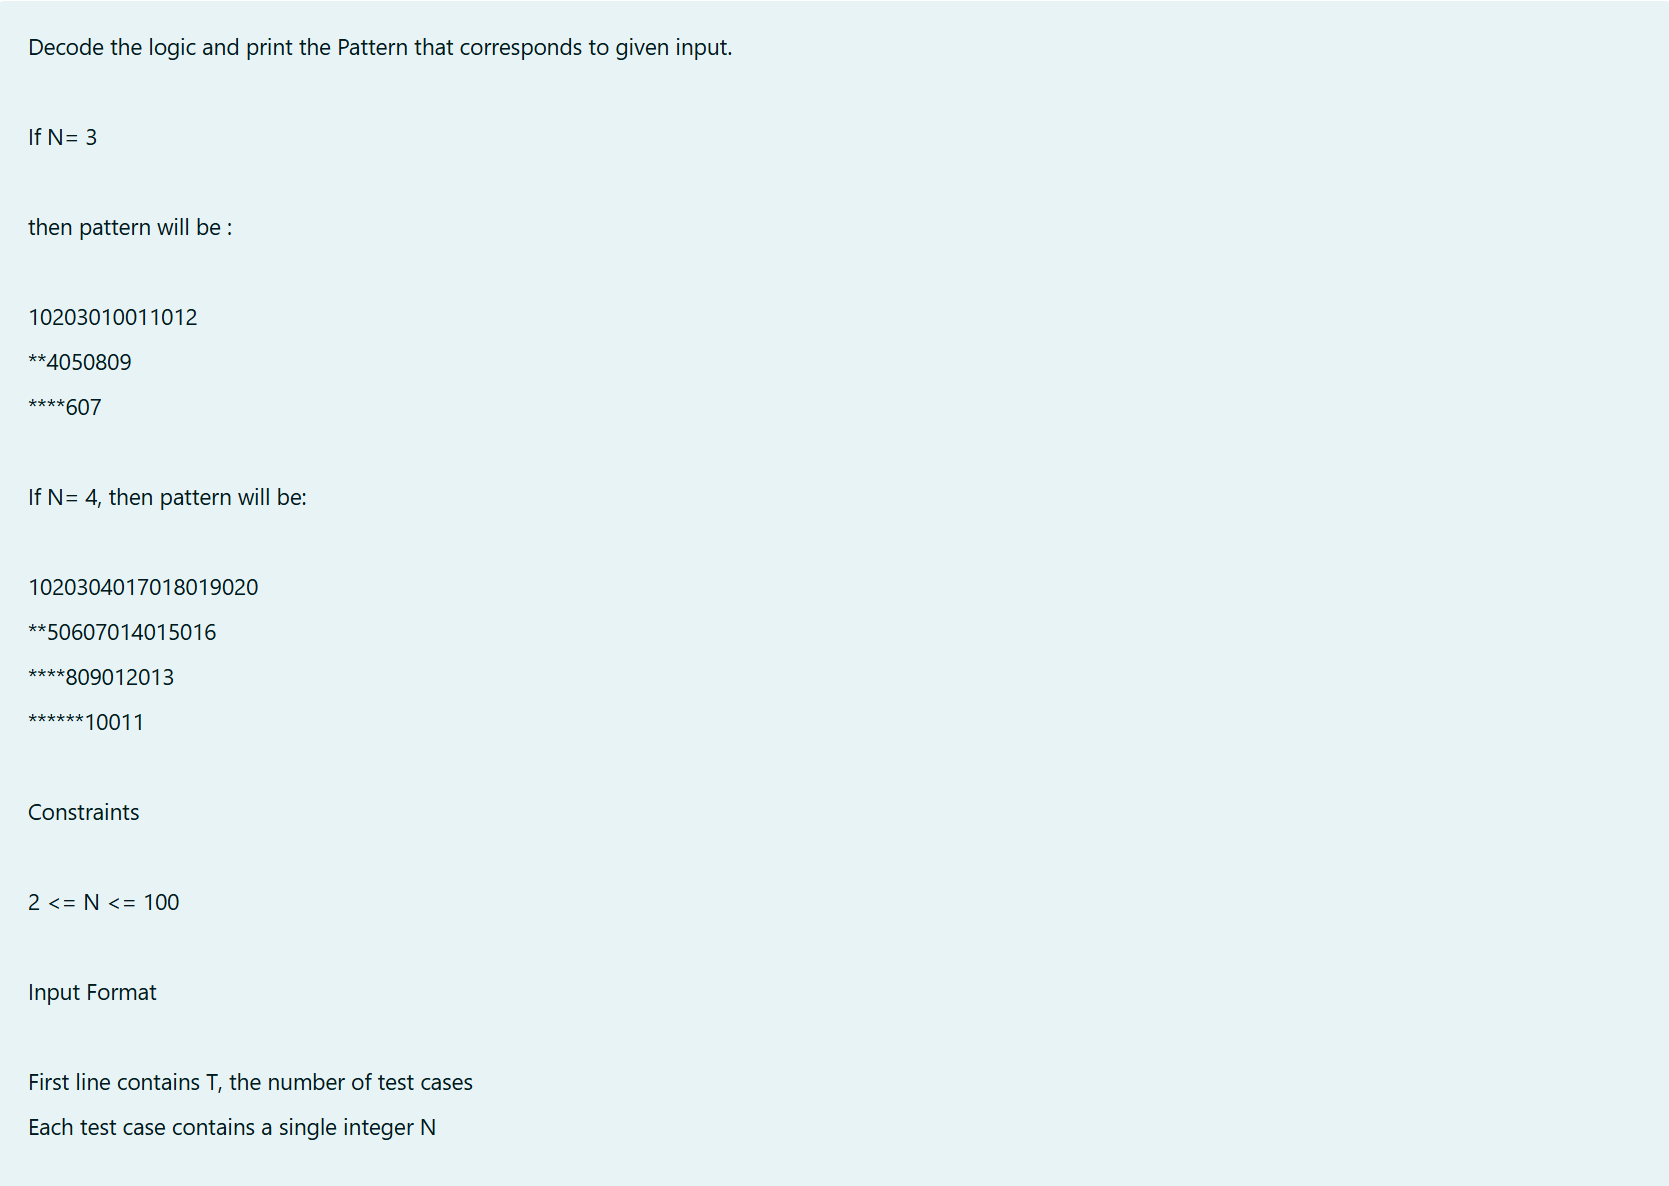 Decode the logic and print the Pattern that corresponds to given input.
If N= 3
then pattern will be :
10203010011012
**4050809
****607
If N= 4, then pattern will be:
1020304017018019020
**50607014015016
****809012013
******10011
Constraints
2 <= N <= 100
Input Format
First line contains T, the number of test cases
Each test case contains a single integer N